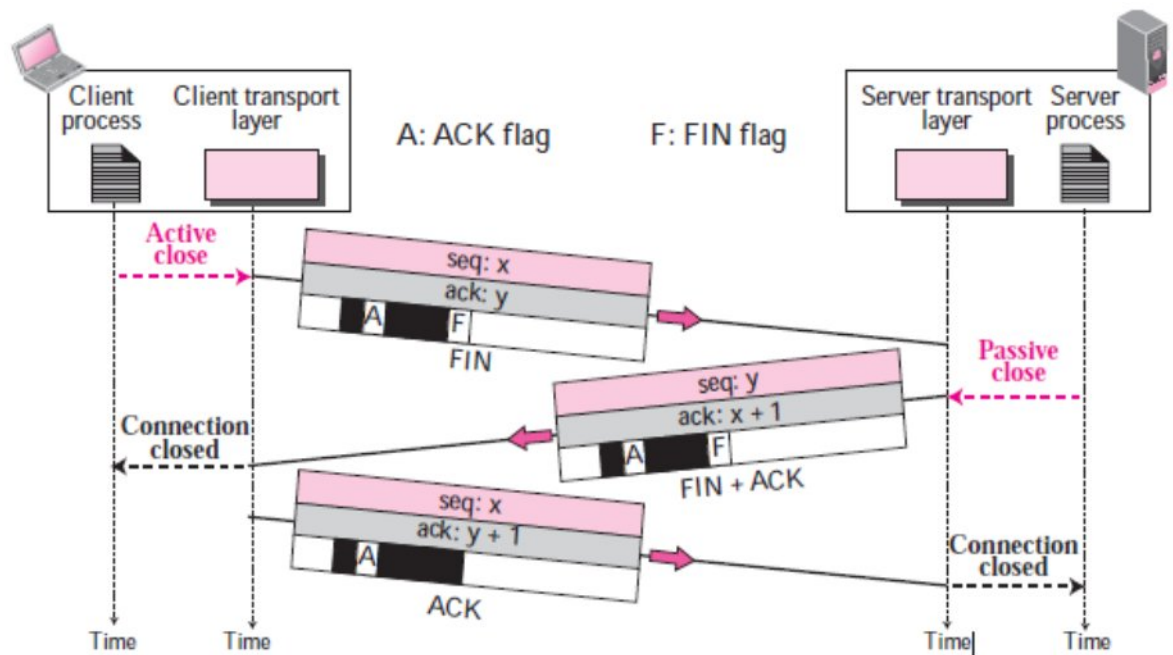 Client
process
Client transport
layer
A: ACK flag
F: FIN flag
Server transport
layer
Server
process
Active
close
seq: x
ack: y
A
F
FIN
Passive
close
seq: y
ack: x + 1
A
F
FIN + ACK
Connection
closed
seq: x
ack: y + 1
A
ACK
Connection
closed
Time
Time
Time
Time